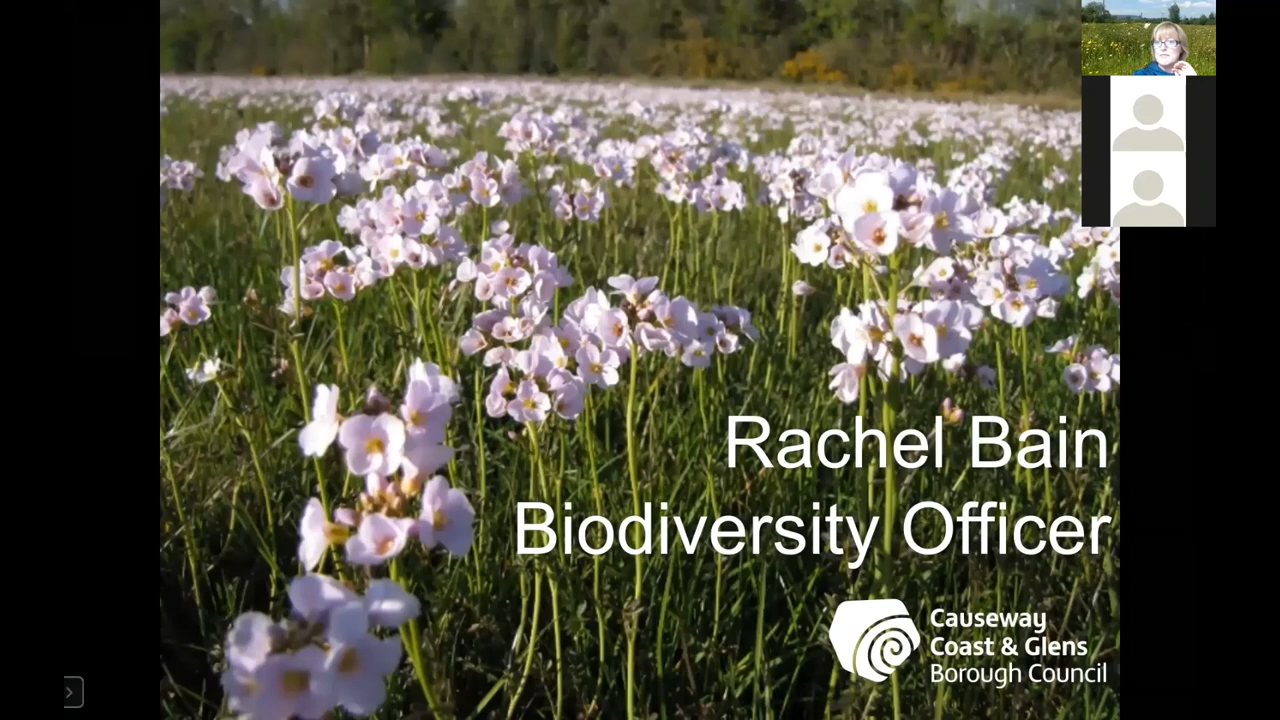 Rachel Bain
Biodiversity Officer
Causeway
Coast & Glens
Borough Council